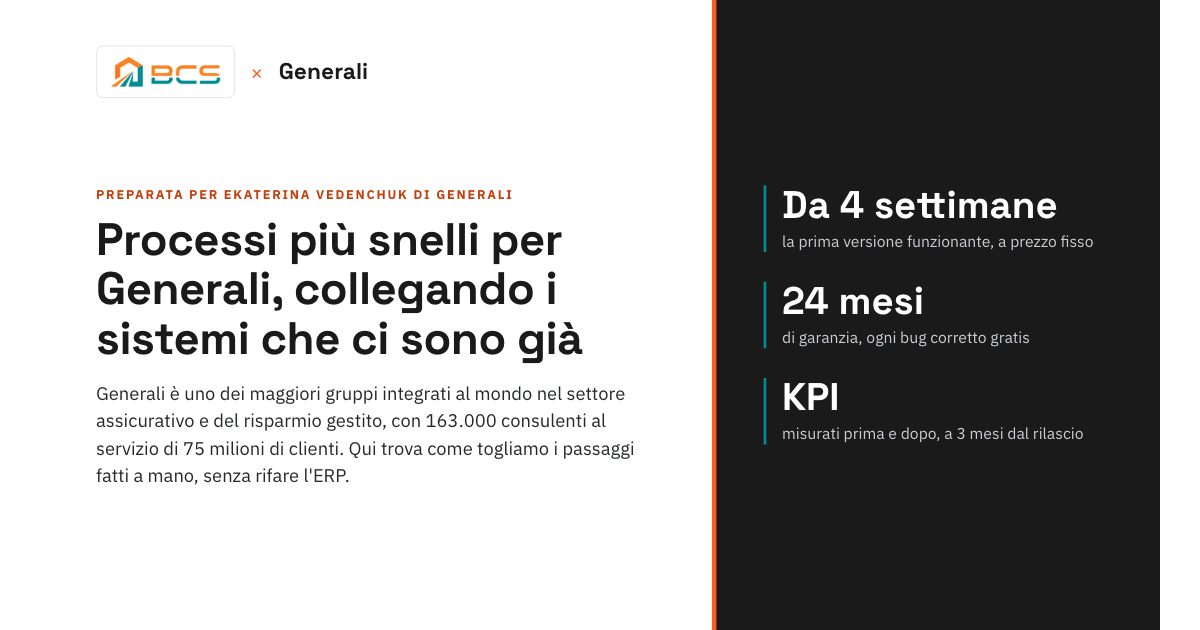 BCS × Generali
PREPARATA PER EKATERINA VEDENCHUK DI GENERALI
Processi più snelli per
Generali, collegando i
sistemi che ci sono già
Generali è uno dei maggiori gruppi integrati al mondo nel settore
assicurativo e del risparmio gestito, con 163.000 consulenti al
servizio di 75 milioni di clienti. Qui trova come togliamo i passaggi
fatti a mano, senza rifare l'ERP.
Da 4 settimane
la prima versione funzionante, a prezzo fisso
24 mesi
di garanzia, ogni bug corretto gratis
KPI
misurati prima e dopo, a 3 mesi dal rilascio